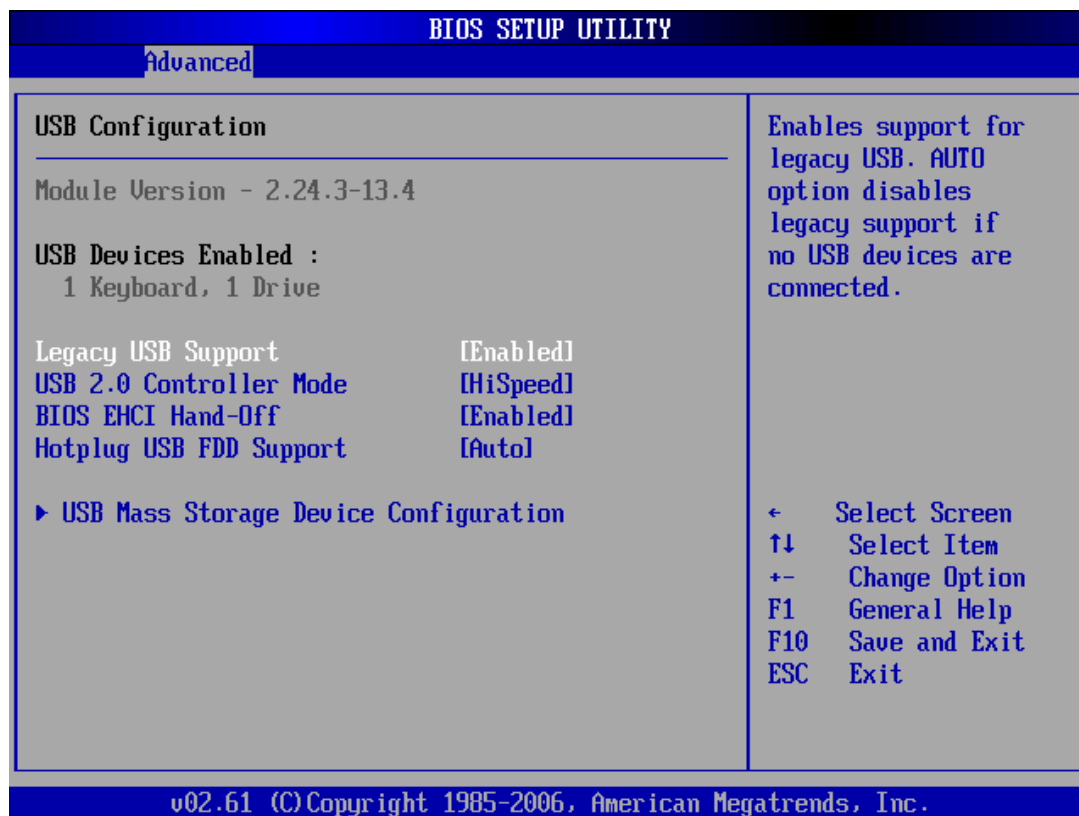 BIOS SETUP UTILITY
Advanced
USB Configuration
Module Version - 2.24.3-13.4
USB Devices Enabled :
1 Keyboard, 1 Drive
Legacy USB Support [Enabled]
USB 2.0 Controller Mode [HiSpeed]
BIOS EHCI Hand-Off [Enabled]
Hotplug USB FDD Support [Auto]
USB Mass Storage Device Configuration
Enables support for
legacy USB. AUTO
option disables
legacy support if
no USB devices are
connected.
← Select Screen
↑↓ Select Item
+- Change Option
F1 General Help
F10 Save and Exit
ESC Exit
v02.61 (C)Copyright 1985-2006, American Megatrends, Inc.